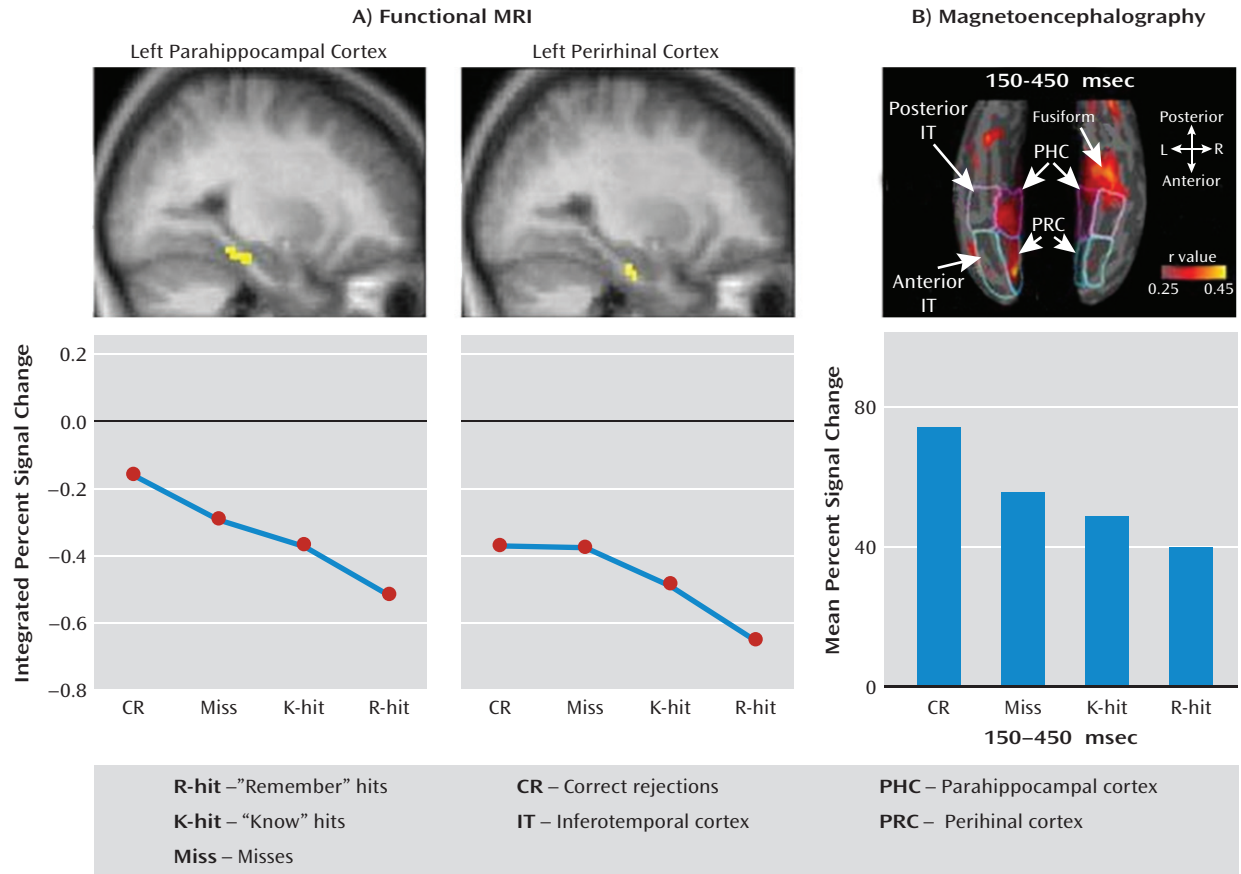 A) Functional MRI
B) Magnetoencephalography
Left Parahippocampal Cortex
Left Perirhinal Cortex
150-450 msec
Posterior
IT
Fusiform
Posterior
L
R
Anterior
PHC
PRC
Anterior
IT
r value
0.25 0.45
Integrated Percent Signal Change
0.2
0.0
−0.2
−0.4
−0.6
−0.8
CR Miss K-hit R-hit
CR Miss K-hit R-hit
Mean Percent Signal Change
80
40
0
CR Miss K-hit R-hit
150–450 msec
R-hit –”Remember” hits
K-hit – “Know” hits
Miss – Misses
CR – Correct rejections
IT – Inferotemporal cortex
PHC – Parahippocampal cortex
PRC – Perihinal cortex